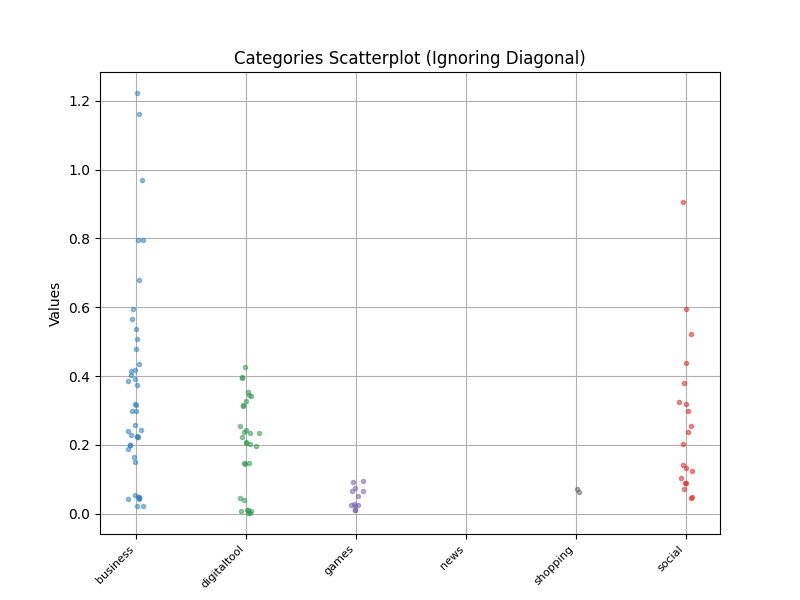 Categories Scatterplot (Ignoring Diagonal)
1.2
1.0
0.8
0.6
0.4
0.2
0.0
Values
business
digitaltool
games
news
shopping
social